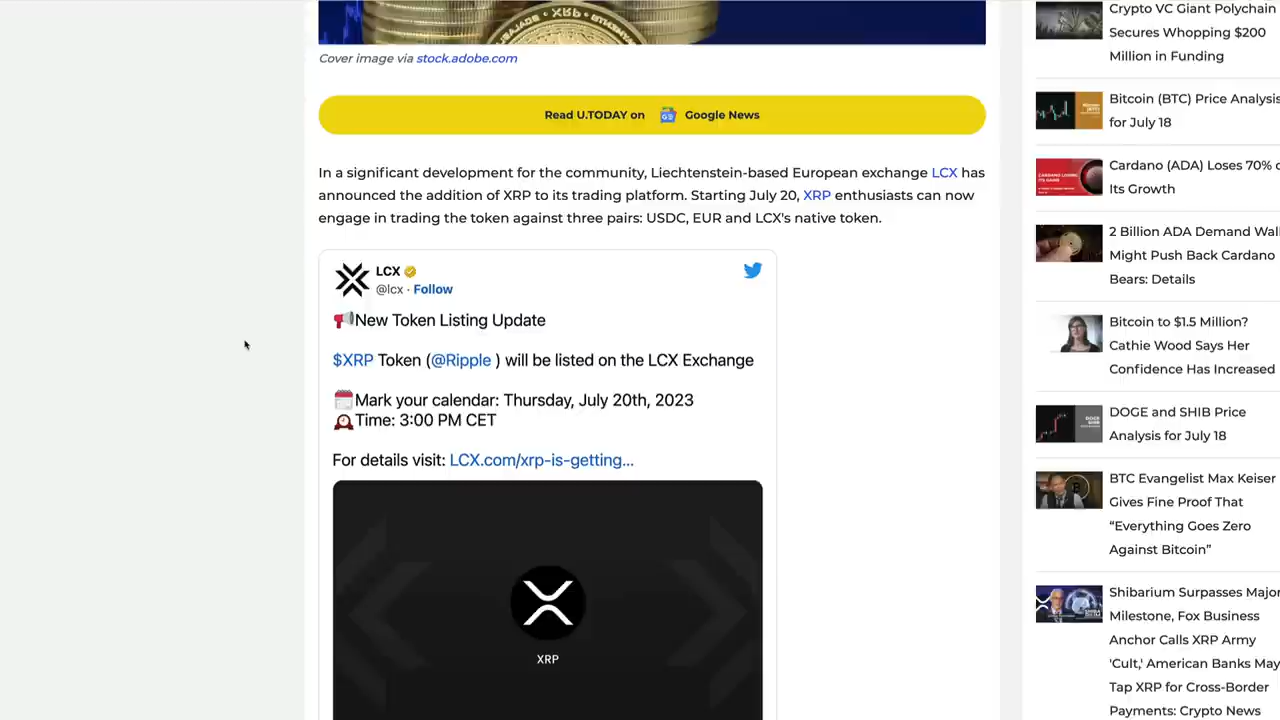 Cover image via stock.adobe.com
Read U.TODAY on Google News
In a significant development for the community, Liechtenstein-based European exchange LCX has
announced the addition of XRP to its trading platform. Starting July 20, XRP enthusiasts can now
engage in trading the token against three pairs: USDC, EUR and LCX's native token.
LCX
@lcx · Follow
New Token Listing Update
$XRP Token (@Ripple ) will be listed on the LCX Exchange
Mark your calendar: Thursday, July 20th, 2023
Time: 3:00 PM CET
For details visit: LCX.com/xrp-is-getting...
XRP
Crypto VC Giant Polychain
Secures Whopping $200
Million in Funding
Bitcoin (BTC) Price Analysis
for July 18
Cardano (ADA) Loses 70% o
Its Growth
2 Billion ADA Demand Wall
Might Push Back Cardano
Bears: Details
Bitcoin to $1.5 Million?
Cathie Wood Says Her
Confidence Has Increased
DOGE and SHIB Price
Analysis for July 18
BTC Evangelist Max Keiser
Gives Fine Proof That
“Everything Goes Zero
Against Bitcoin”
Shibarium Surpasses Major
Milestone, Fox Business
Anchor Calls XRP Army
'Cult,' American Banks May
Tap XRP for Cross-Border
Payments: Crypto News